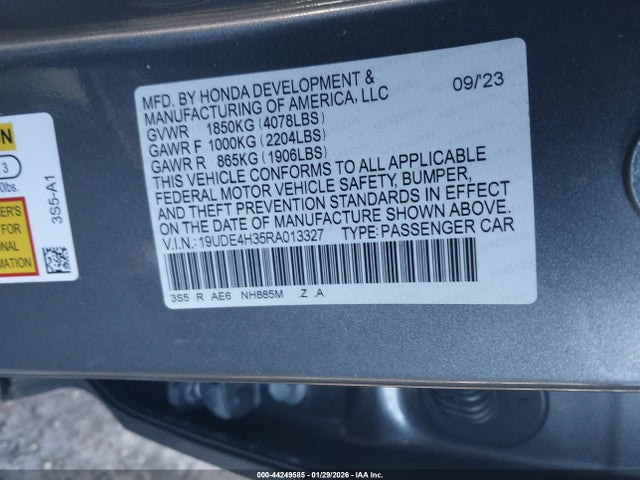 MFD. BY HONDA DEVELOPMENT & 09/'23
MANUFACTURING OF AMERICA, LLC
GVWR 1850KG (4078LBS)
GAWR F 1000KG (2204LBS)
GAWR R 865KG (1906LBS)
THIS VEHICLE CONFORMS TO ALL APPLICABLE
FEDERAL MOTOR VEHICLE SAFETY, BUMPER,
AND THEFT PREVENTION STANDARDS IN EFFECT
ON THE DATE OF MANUFACTURE SHOWN ABOVE.
V.I.N.: 19UDE4H35RA013327 TYPE: PASSENGER CAR
3S5 R AE6 NH885M .Z .A
3
3S5-A1
000-44249585 - 01/29/2026 - IAA Inc.